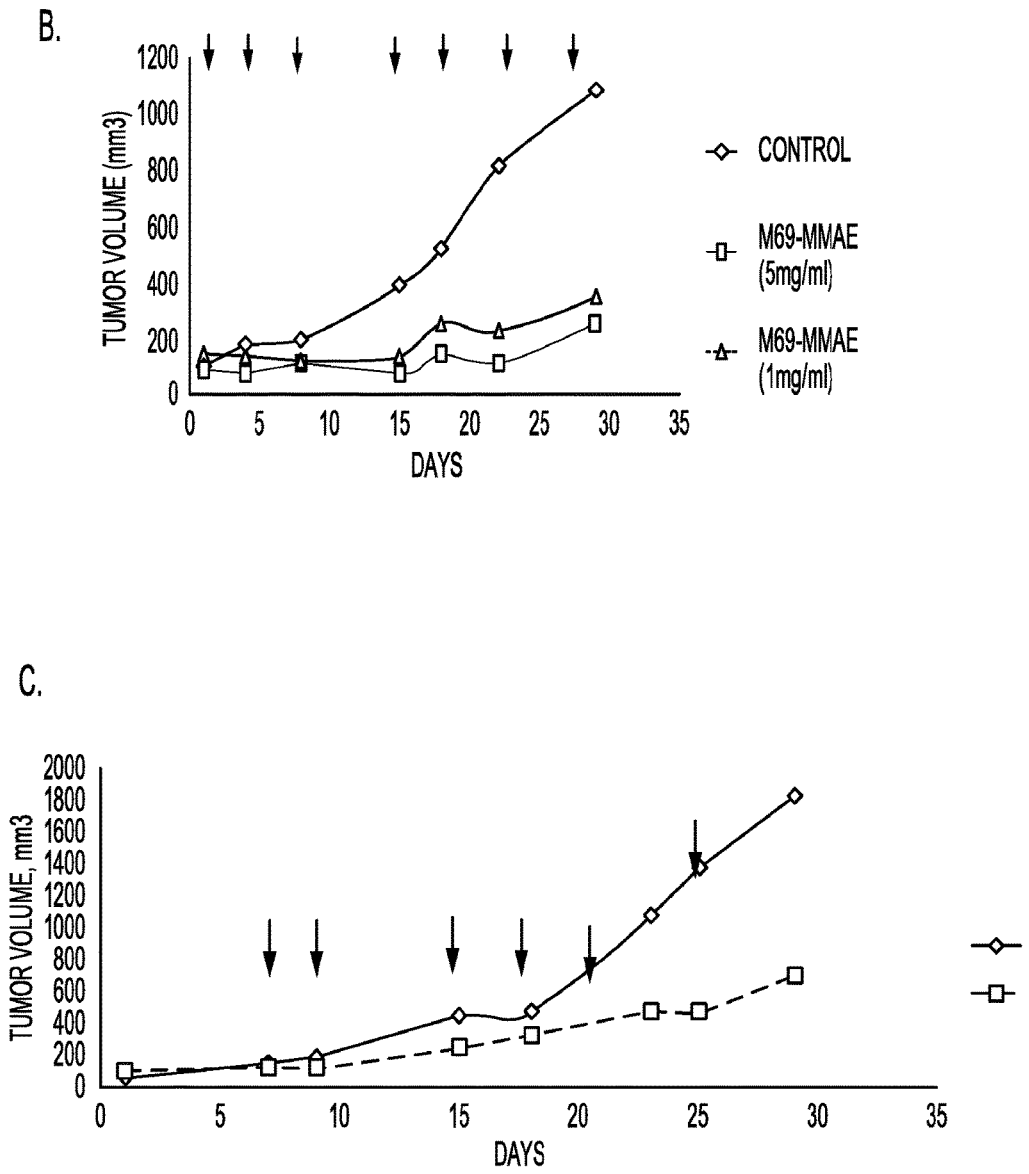 B.
1200
1000
800
600
400
200
0
TUMOR VOLUME (mm3)
0 5 10 15 20 25 30 35
DAYS
CONTROL
M69-MMAE
(5mg/ml)
M69-MMAE
(1mg/ml)
C.
2000
1800
1600
1400
1200
1000
800
600
400
200
0
TUMOR VOLUME, mm3
0 5 10 15 20 25 30 35
DAYS